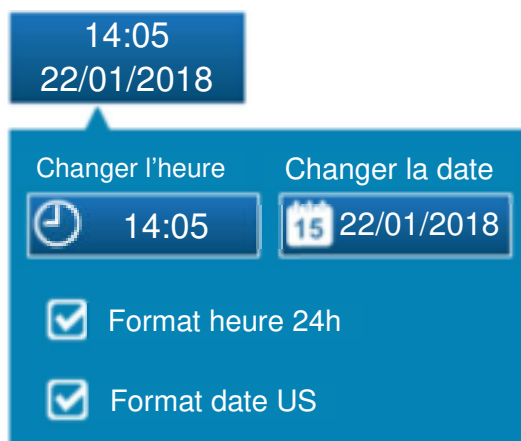 14:05
22/01/2018
Changer l’heure
Changer la date
14:05
15
22/01/2018
Format heure 24h
Format date US